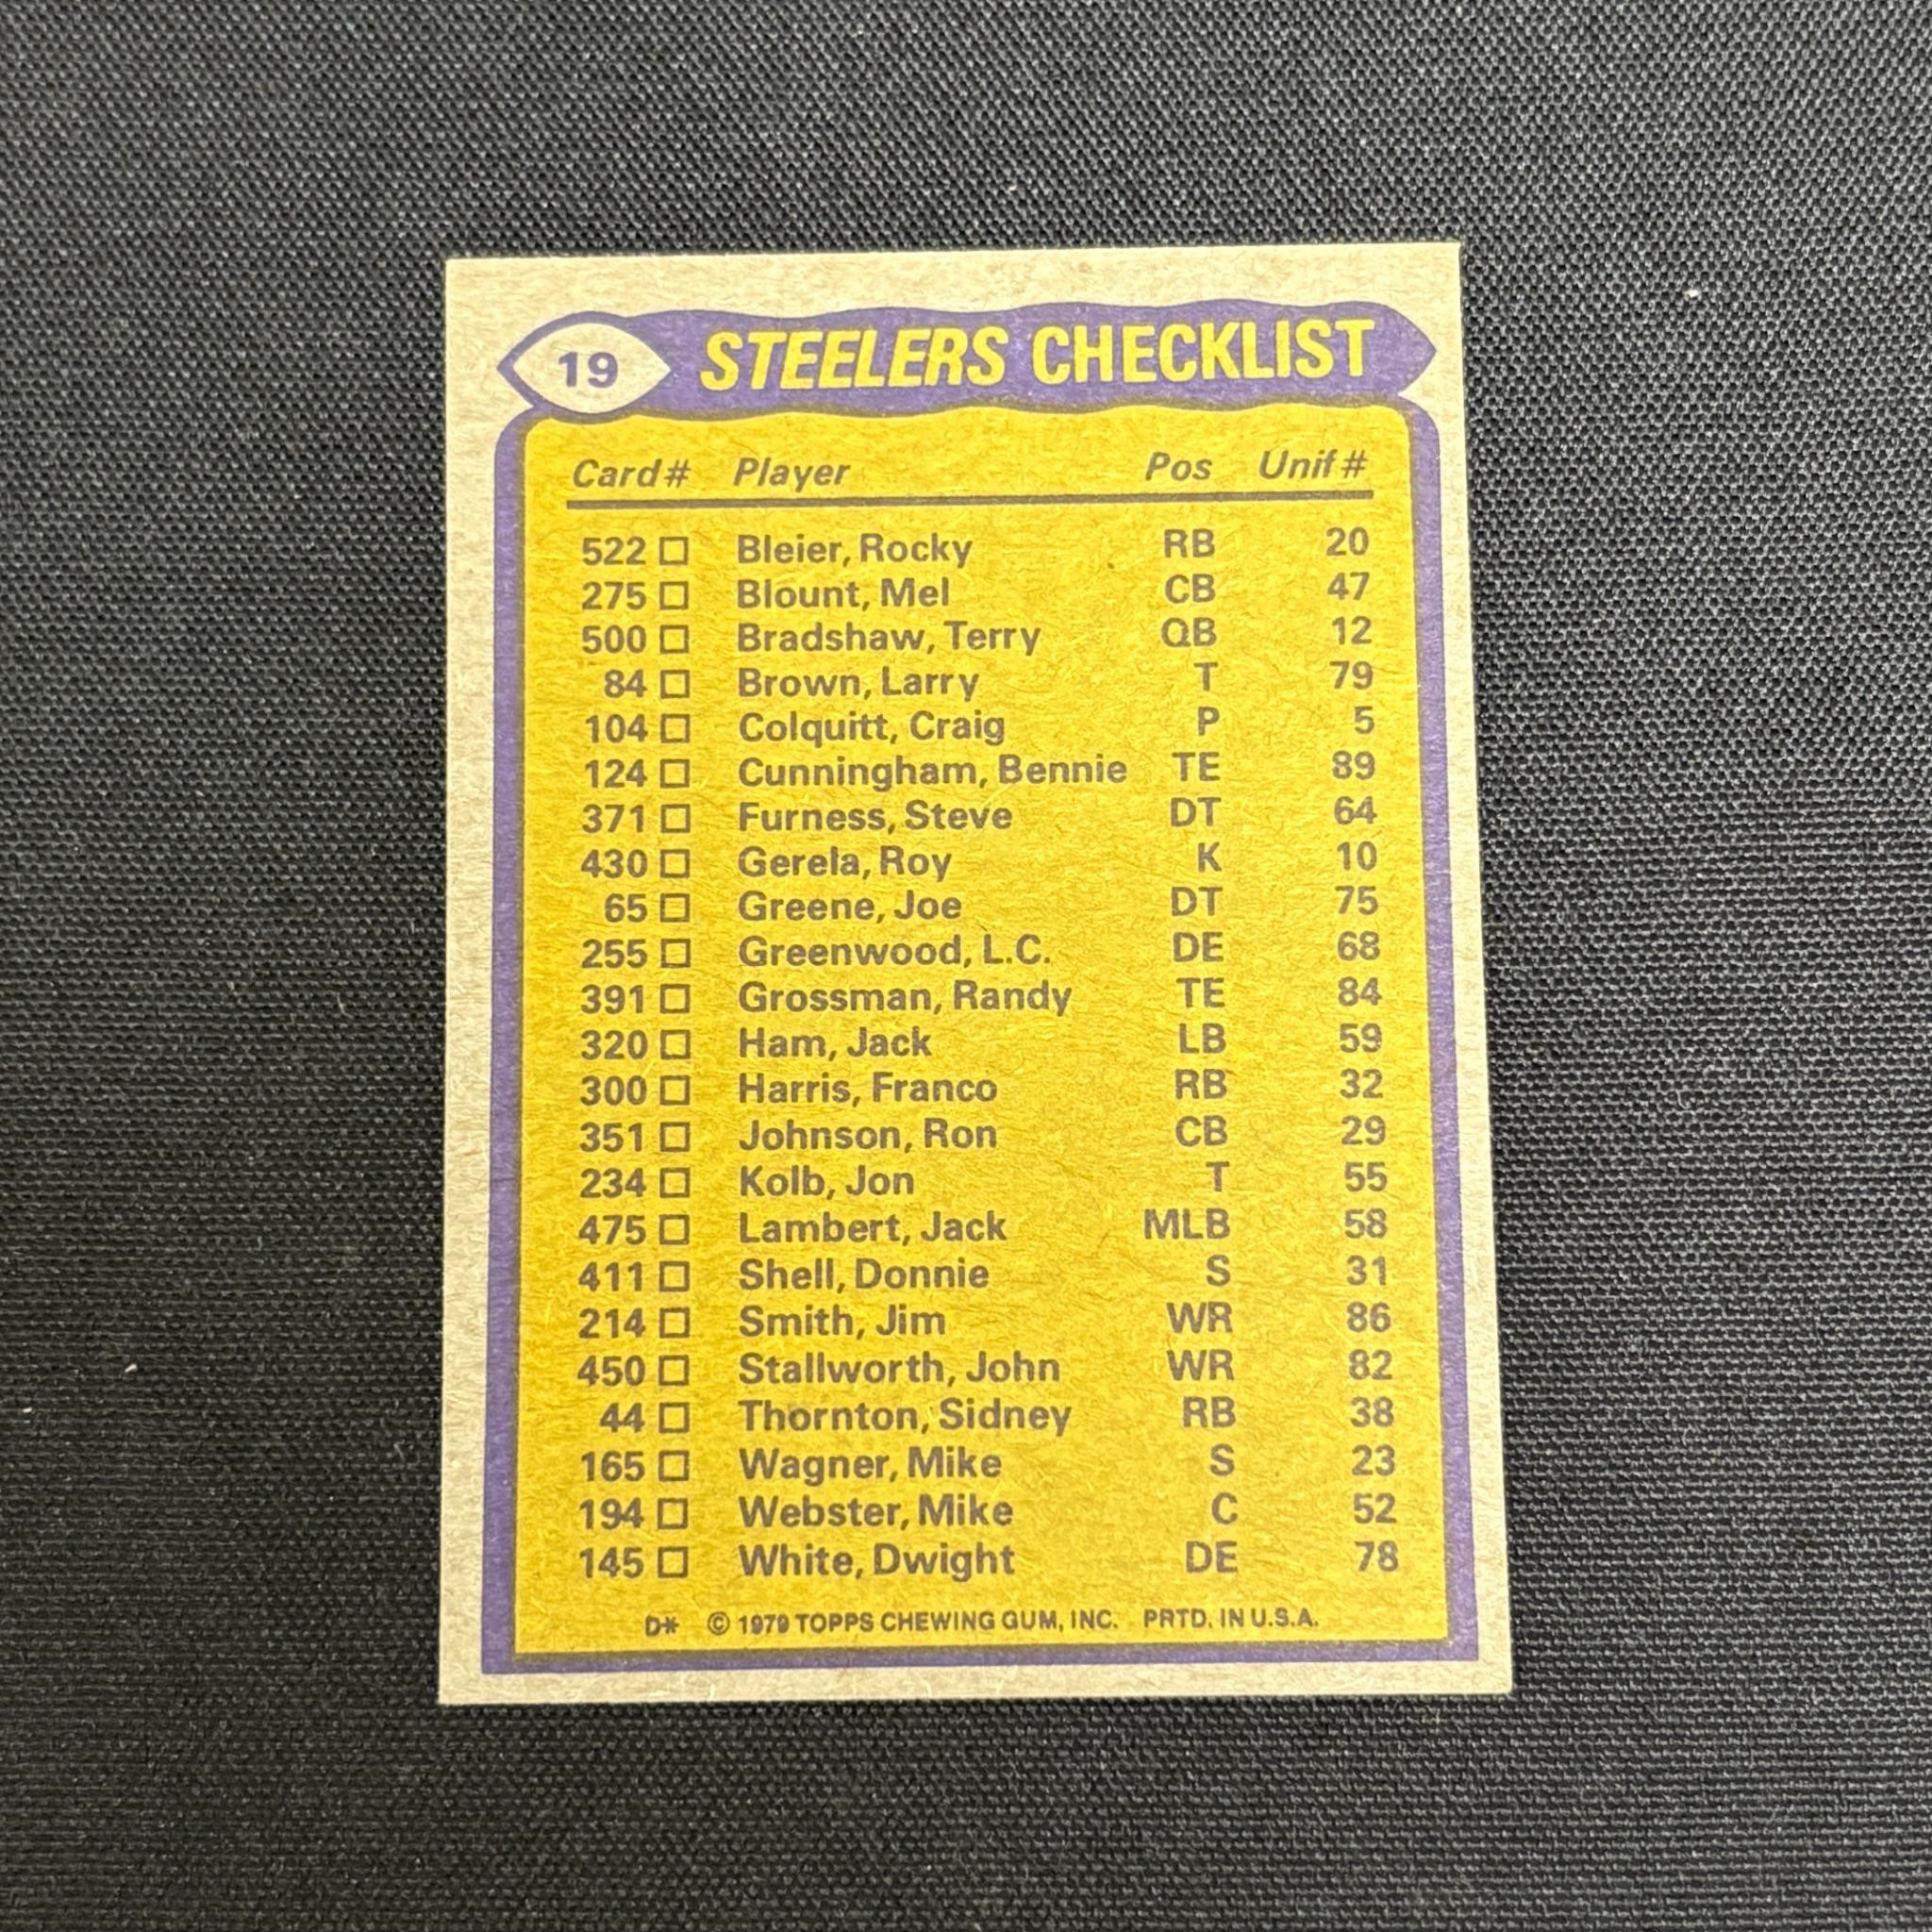 19 STEELERS CHECKLIST
Card# Player Pos Unif#
522 □ Bleier, Rocky RB 20
275 □ Blount, Mel CB 47
500 □ Bradshaw, Terry QB 12
84 □ Brown, Larry T 79
104 □ Colquitt, Craig P 5
124 □ Cunningham, Bennie TE 89
371 □ Furness, Steve DT 64
430 □ Gerela, Roy K 10
65 □ Greene, Joe DT 75
255 □ Greenwood, L.C. DE 68
391 □ Grossman, Randy TE 84
320 □ Ham, Jack LB 59
300 □ Harris, Franco RB 32
351 □ Johnson, Ron CB 29
234 □ Kolb, Jon T 55
475 □ Lambert, Jack MLB 58
411 □ Shell, Donnie S 31
214 □ Smith, Jim WR 86
450 □ Stallworth, John WR 82
44 □ Thornton, Sidney RB 38
165 □ Wagner, Mike S 23
194 □ Webster, Mike C 52
145 □ White, Dwight DE 78
D* © 1979 TOPPS CHEWING GUM, INC. PRTD. IN U.S.A.